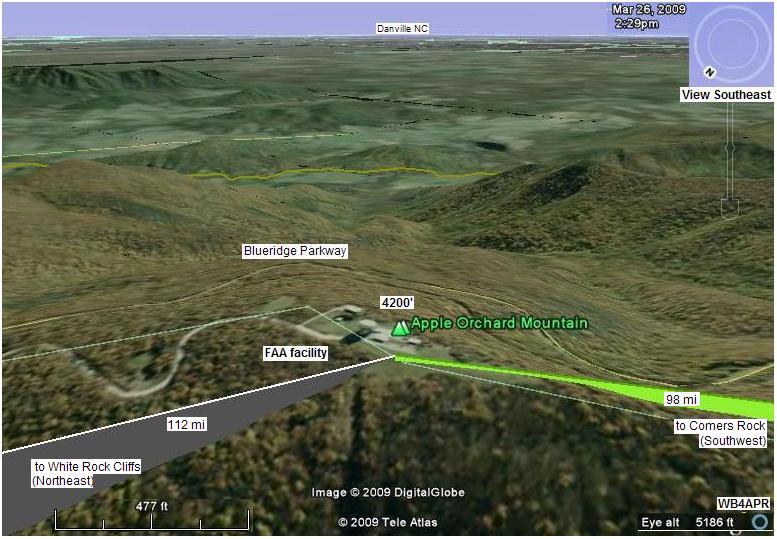 Danville NC
Mar 26, 2009
2:29pm
N
View Southeast
Blueridge Parkway
4200'
Apple Orchard Mountain
FAA facility
112 mi
98 mi
to White Rock Cliffs
(Northeast)
to Comers Rock
(Southwest)
Image © 2009 DigitalGlobe
477 ft
© 2009 Tele Atlas
WB4APR
Eye alt 5186 ft